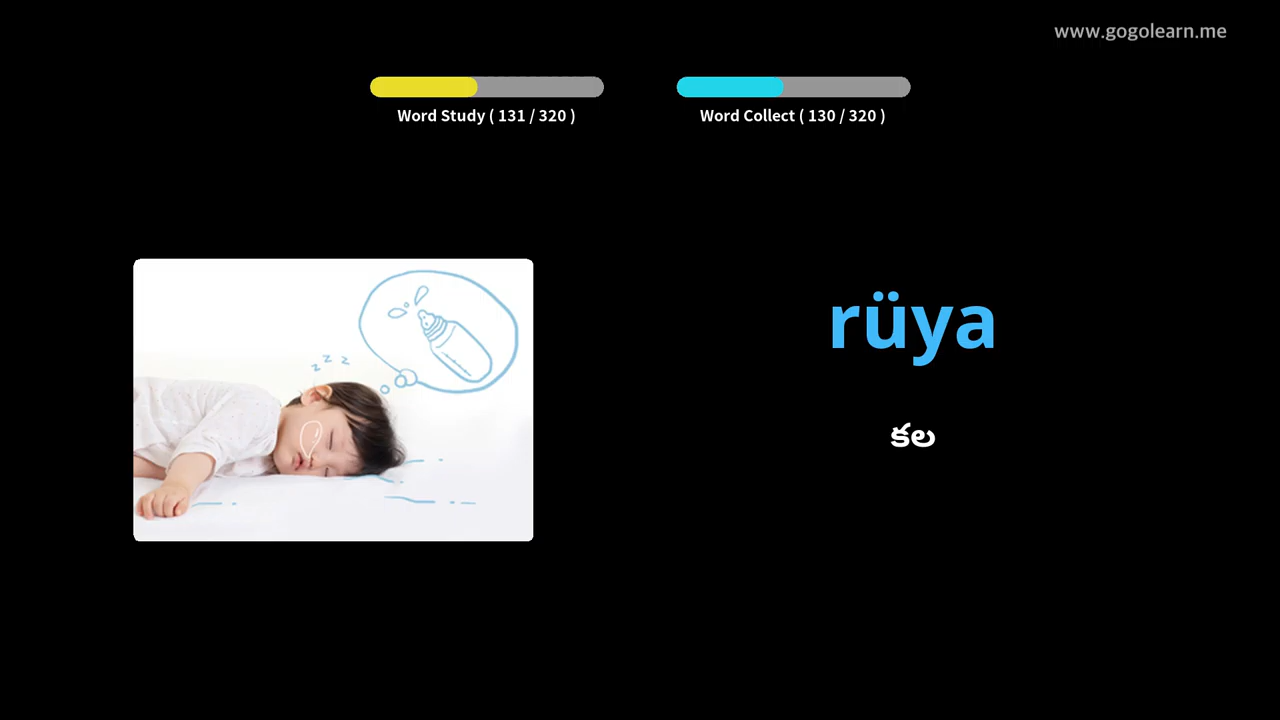 www.gogolearn.me
Word Study ( 131 / 320 )
Word Collect ( 130 / 320 )
z z z
rüya
కల